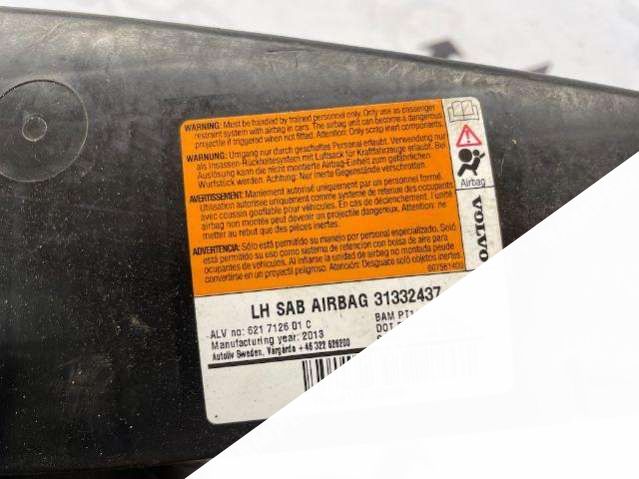 WARNING: Must be handled by trained personnel only. Only use as passenger
restraint system with airbag in cars. The airbag unit can become a dangerous
projectile if triggered when not fitted. Attention: Only scrap inert components.
WARNUNG: Umgang nur durch geschultes Personal erlaubt. Verwendung nur
als Insassen-Rückhaltesystem mit Luftsack für Kraftfahrzeuge erlaubt. Bei
Auslösung kann die nicht montierte Airbag-Einheit zum gefährlichen
Wurfstück werden. Achtung: Nur inerte Gegenstände verschrotten.
AVERTISSEMENT: Maniement autorisé uniquement par un personnel formé.
Utilisation autorisée uniquement comme système de retenue des occupants
avec coussin gonflable pour véhicules. En cas de déclenchement, l'unité
airbag non montée peut devenir un projectile dangereux. Attention: ne
mettre au rebut que des pièces inertes.
ADVERTENCIA: Sólo está permitido su manejo por personal especializado. Solo
está permitido su uso como sistema de retención con bolsa de aire para
ocupantes de vehículos. Al inflarse la unidad de airbag no montada puede
convertirse en un proyectil peligroso. Atención: Desguace solo objetos inertes.
607561400
Airbag
VOLVO
LH SAB AIRBAG 31332437
ALV no: 621 7126 01 C
BAM PT1
Manufacturing year: 2013
Autoliv Sweden, Vårgårda +46 322 626200